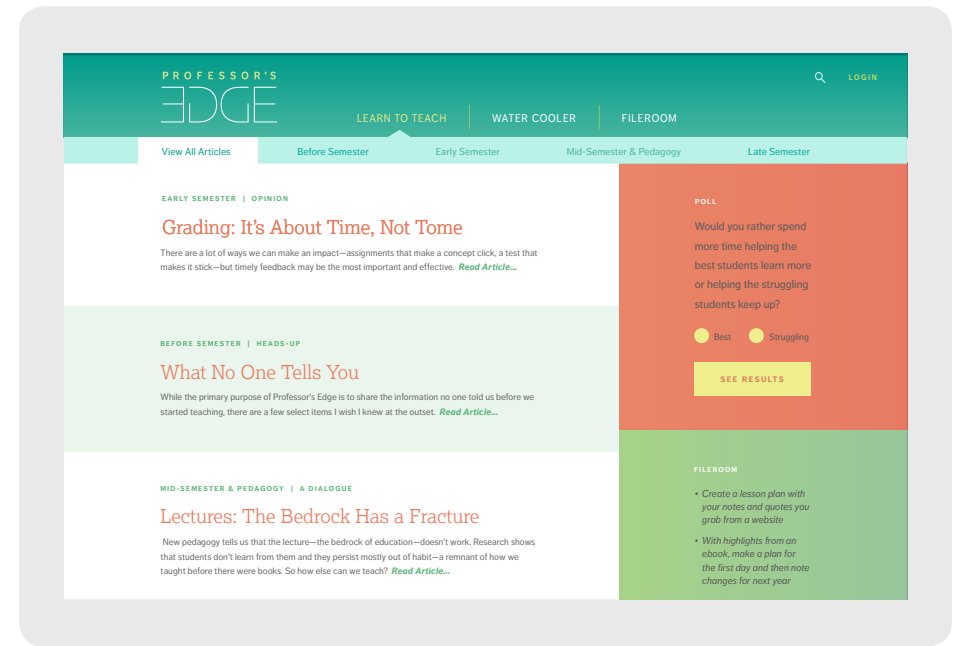 PROFESSOR'S
EDGE
LOGIN
LEARN TO TEACH
WATER COOLER
FILEROOM
View All Articles
Before Semester
Early Semester
Mid-Semester & Pedagogy
Late Semester
EARLY SEMESTER | OPINION
Grading: It's About Time, Not Tome
There are a lot of ways we can make an impact—assignments that make a concept click, a test that
makes it stick—but timely feedback may be the most important and effective. Read Article...
BEFORE SEMESTER | HEADS-UP
What No One Tells You
While the primary purpose of Professor's Edge is to share the information no one told us before we
started teaching, there are a few select items I wish I knew at the outset. Read Article...
MID-SEMESTER & PEDAGOGY | A DIALOGUE
Lectures: The Bedrock Has a Fracture
New pedagogy tells us that the lecture—the bedrock of education—doesn't work. Research shows
that students don't learn from them and they persist mostly out of habit—a remnant of how we
taught before there were books. So how else can we teach? Read Article...
POLL
Would you rather spend
more time helping the
best students learn more
or helping the struggling
students keep up?
Best
Struggling
SEE RESULTS
FILEROOM
• Create a lesson plan with
your notes and quotes you
grab from a website
• With highlights from an
ebook, make a plan for
the first day and then note
changes for next year